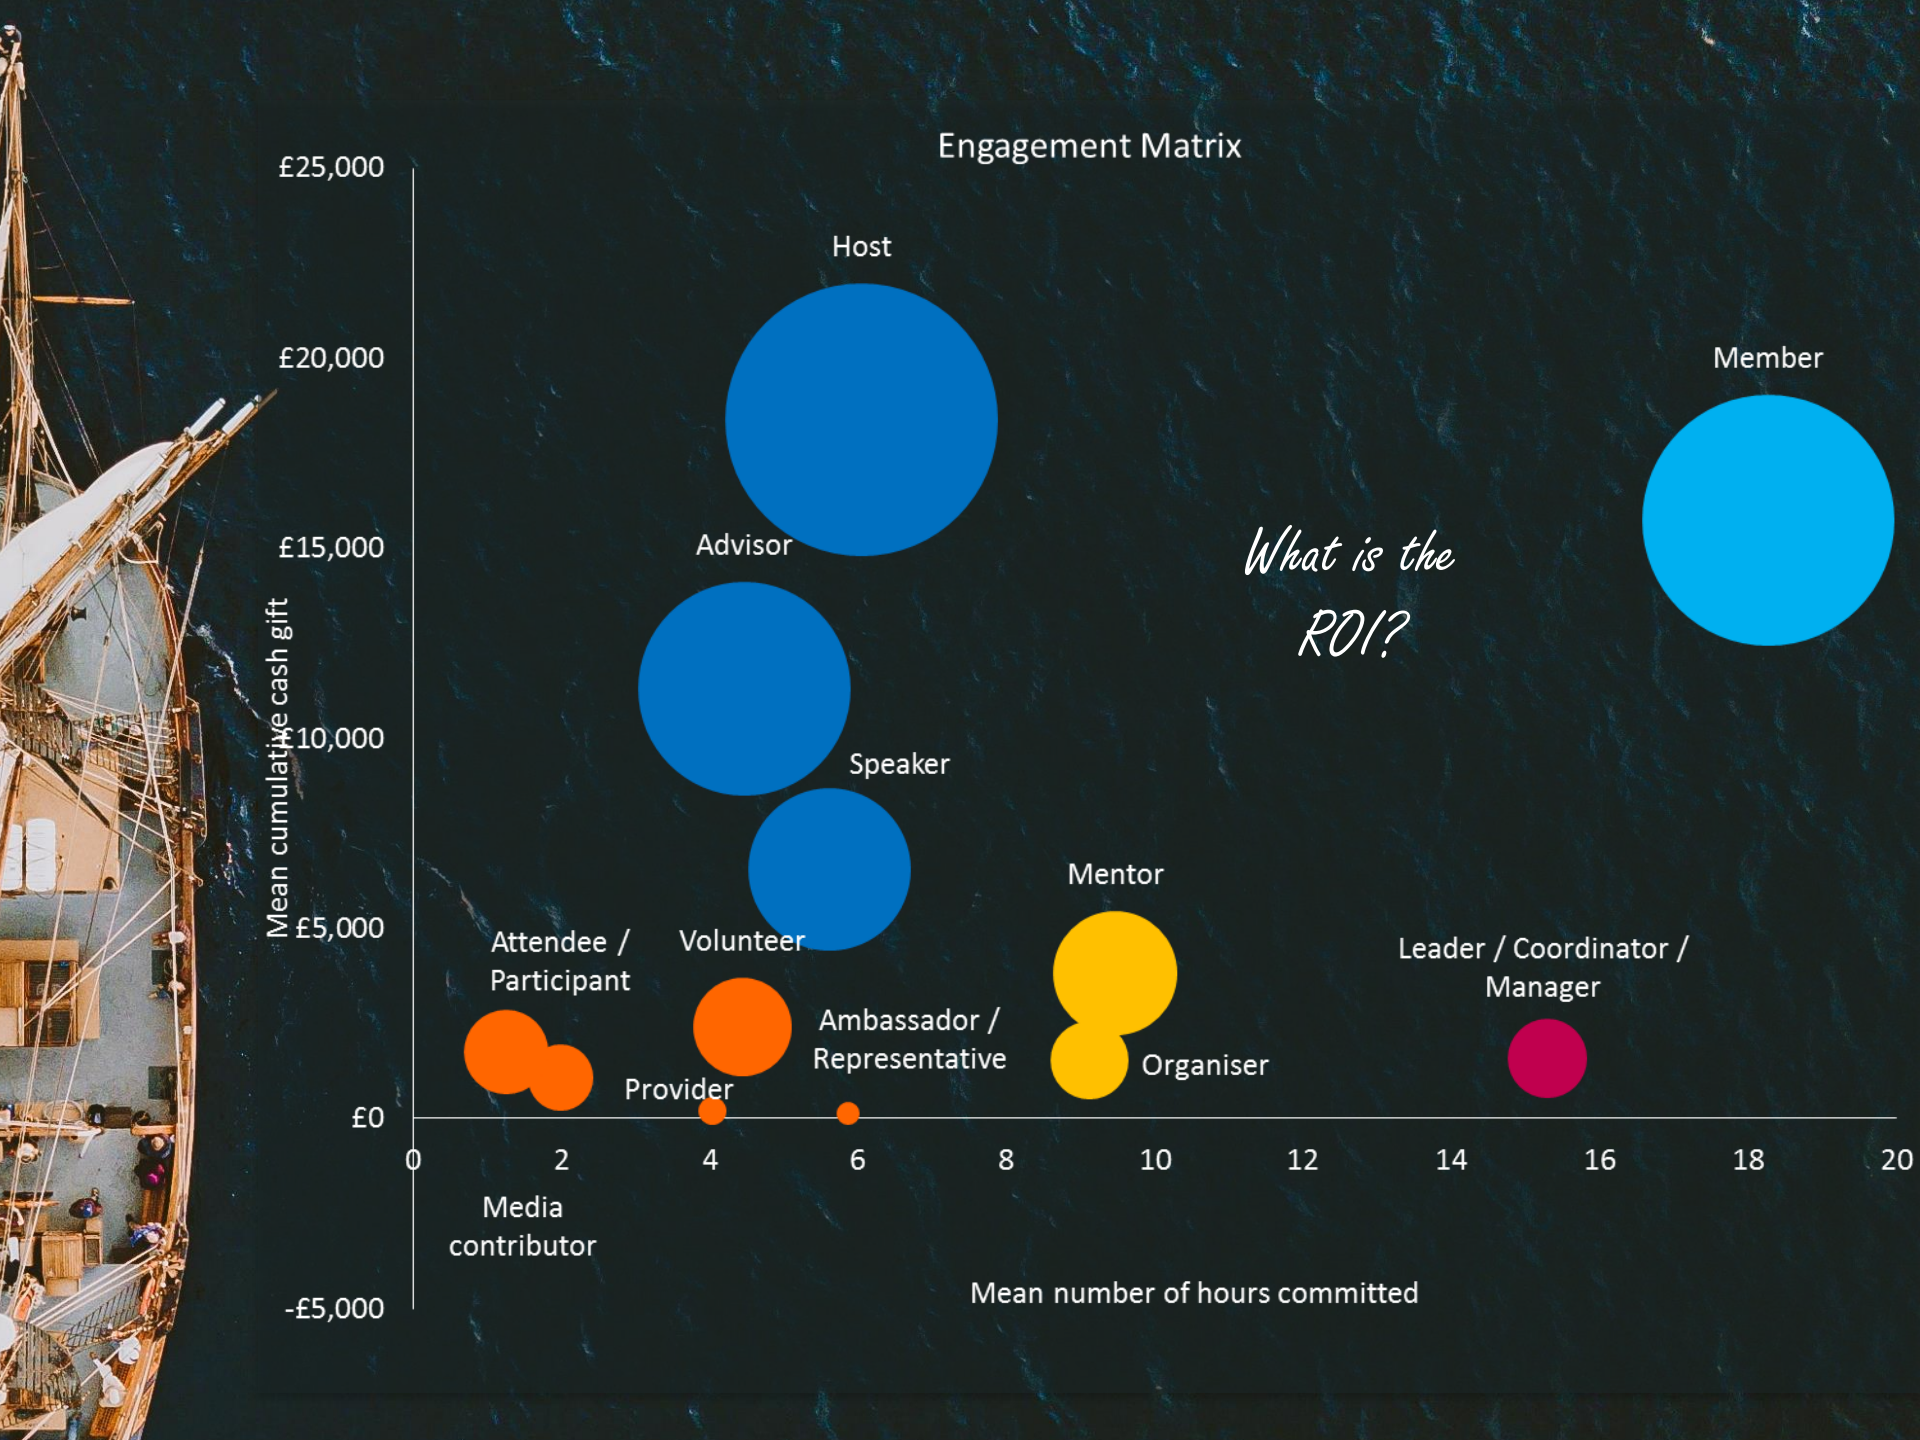 Engagement Matrix
£25,000
£20,000
£15,000
£10,000
£5,000
£0
-£5,000
Mean cumulative cash gift
Host
Member
Advisor
What is the
ROI?
Speaker
Mentor
Attendee /
Participant
Volunteer
Leader / Coordinator /
Manager
Ambassador /
Representative
Provider
Organiser
0 2 4 6 8 10 12 14 16 18 20
Media
contributor
Mean number of hours committed